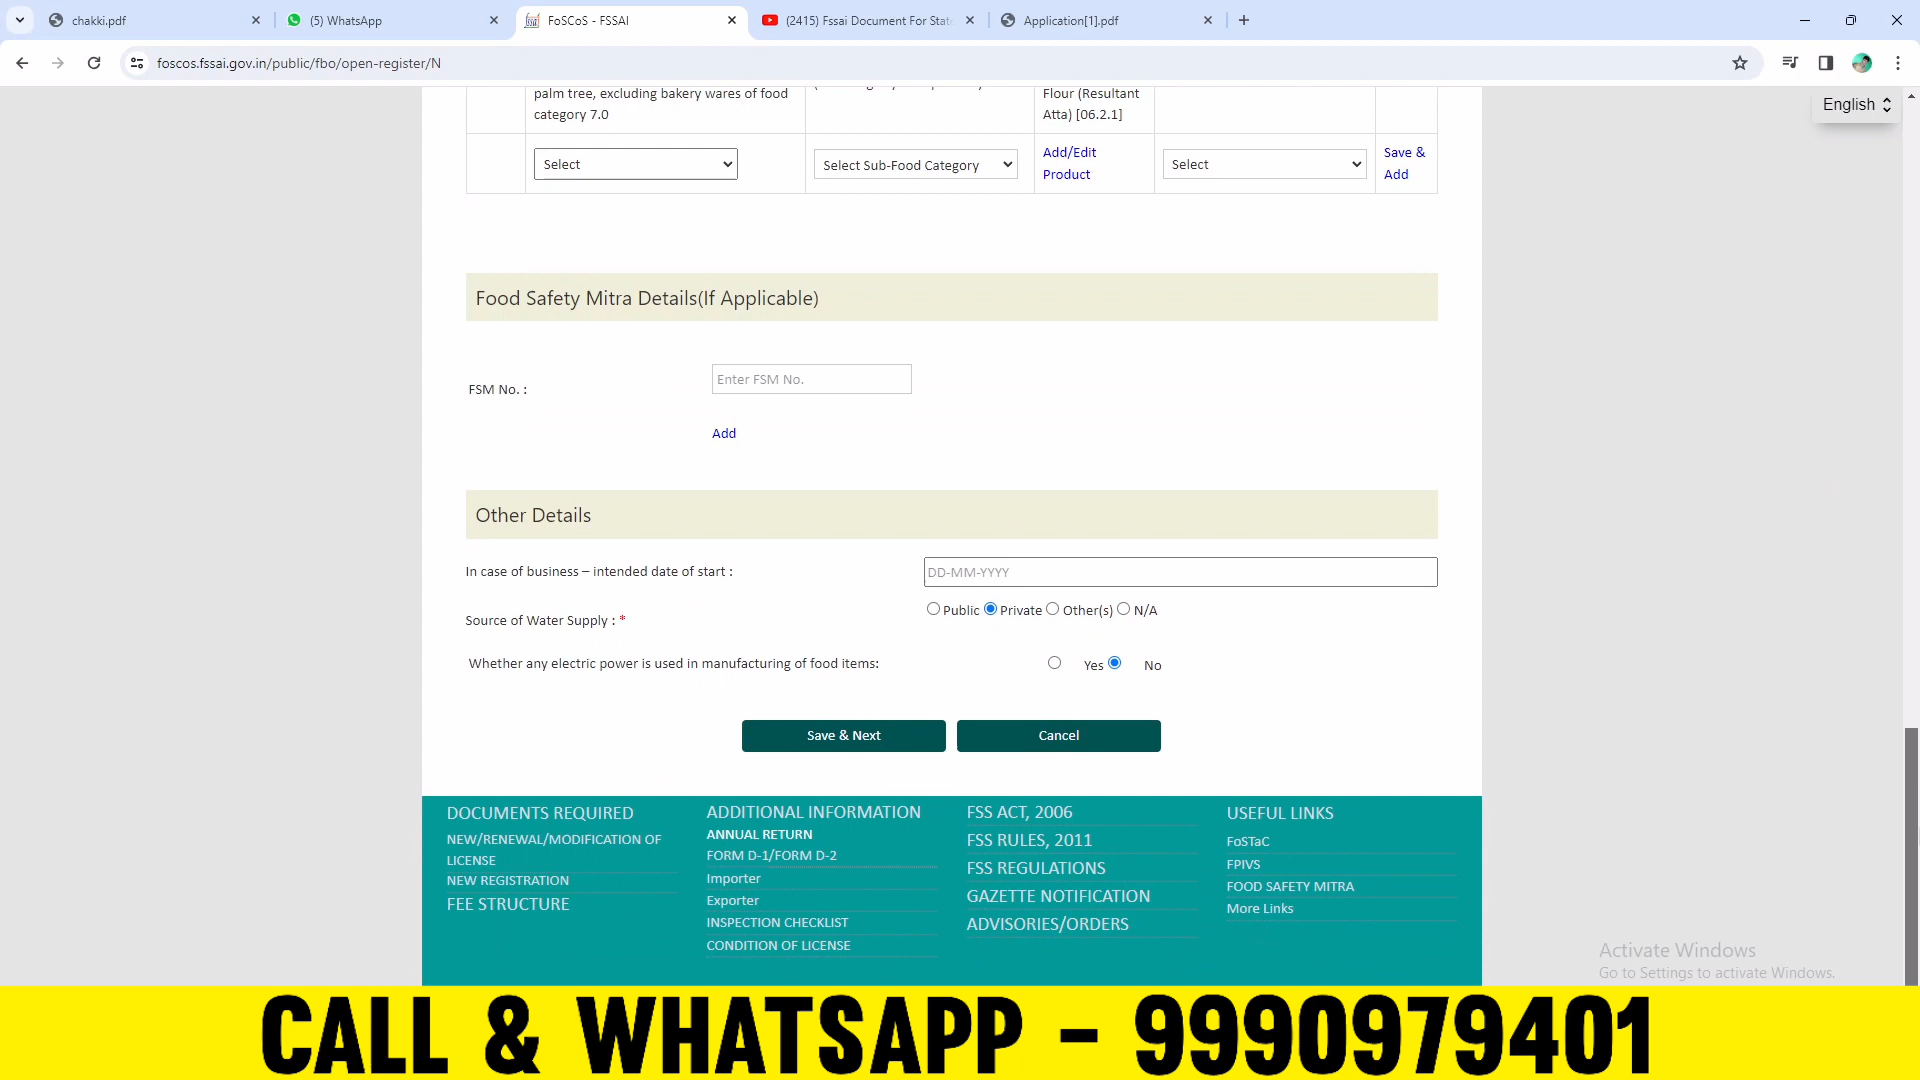 chakki.pdf
(5) WhatsApp
FoSCoS - FSSAI
(2415) Fssai Document For State
Application[1].pdf
foscos.fssai.gov.in/public/fbo/open-register/N
English
palm tree, excluding bakery wares of food
category 7.0
Flour (Resultant
Atta) [06.2.1]
Select
Select Sub-Food Category
Add/Edit
Product
Select
Save &
Add
Food Safety Mitra Details(If Applicable)
FSM No. :
Enter FSM No.
Add
Other Details
In case of business – intended date of start :
DD-MM-YYYY
Source of Water Supply : *
Public Private Other(s) N/A
Whether any electric power is used in manufacturing of food items:
Yes No
Save & Next
Cancel
DOCUMENTS REQUIRED
NEW/RENEWAL/MODIFICATION OF
LICENSE
NEW REGISTRATION
FEE STRUCTURE
ADDITIONAL INFORMATION
ANNUAL RETURN
FORM D-1/FORM D-2
Importer
Exporter
INSPECTION CHECKLIST
CONDITION OF LICENSE
FSS ACT, 2006
FSS RULES, 2011
FSS REGULATIONS
GAZETTE NOTIFICATION
ADVISORIES/ORDERS
USEFUL LINKS
FoSTaC
FPIVS
FOOD SAFETY MITRA
More Links
Activate Windows
Go to Settings to activate Windows.
CALL & WHATSAPP - 9990979401